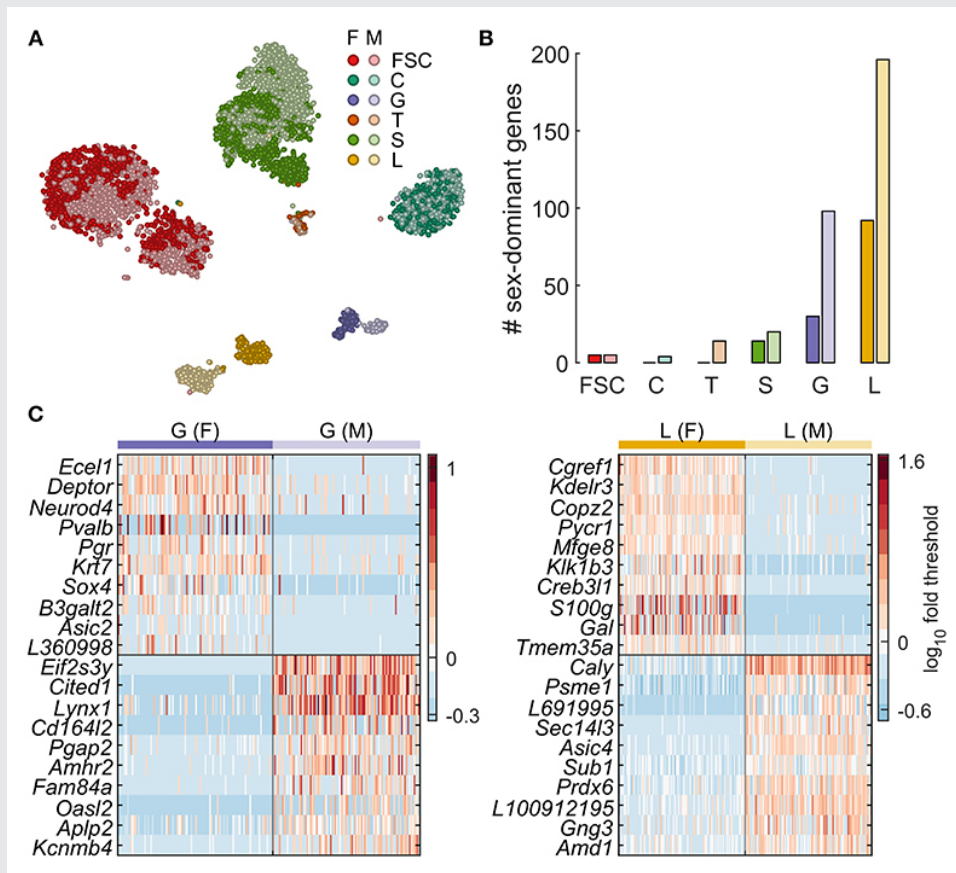 A
F M
FSC
C
G
T
S
L
B
# sex-dominant genes
200
150
100
50
0
FSC C T S G L
C
G (F) G (M)
Ecel1
Deptor
Neurod4
Pvalb
Pgr
Krt7
Sox4
B3galt2
Asic2
L360998
Eif2s3y
Cited1
Lynx1
Cd164l2
Pgap2
Amhr2
Fam84a
Oasl2
Aplp2
Kcnmb4
1
0
-0.3
L (F) L (M)
Cgref1
Kdelr3
Copz2
Pycr1
Mfge8
Klk1b3
Creb3l1
S100g
Gal
Tmem35a
Caly
Psme1
L691995
Sec14l3
Asic4
Sub1
Prdx6
L100912195
Gng3
Amd1
1.6
0
-0.6
log10 fold threshold